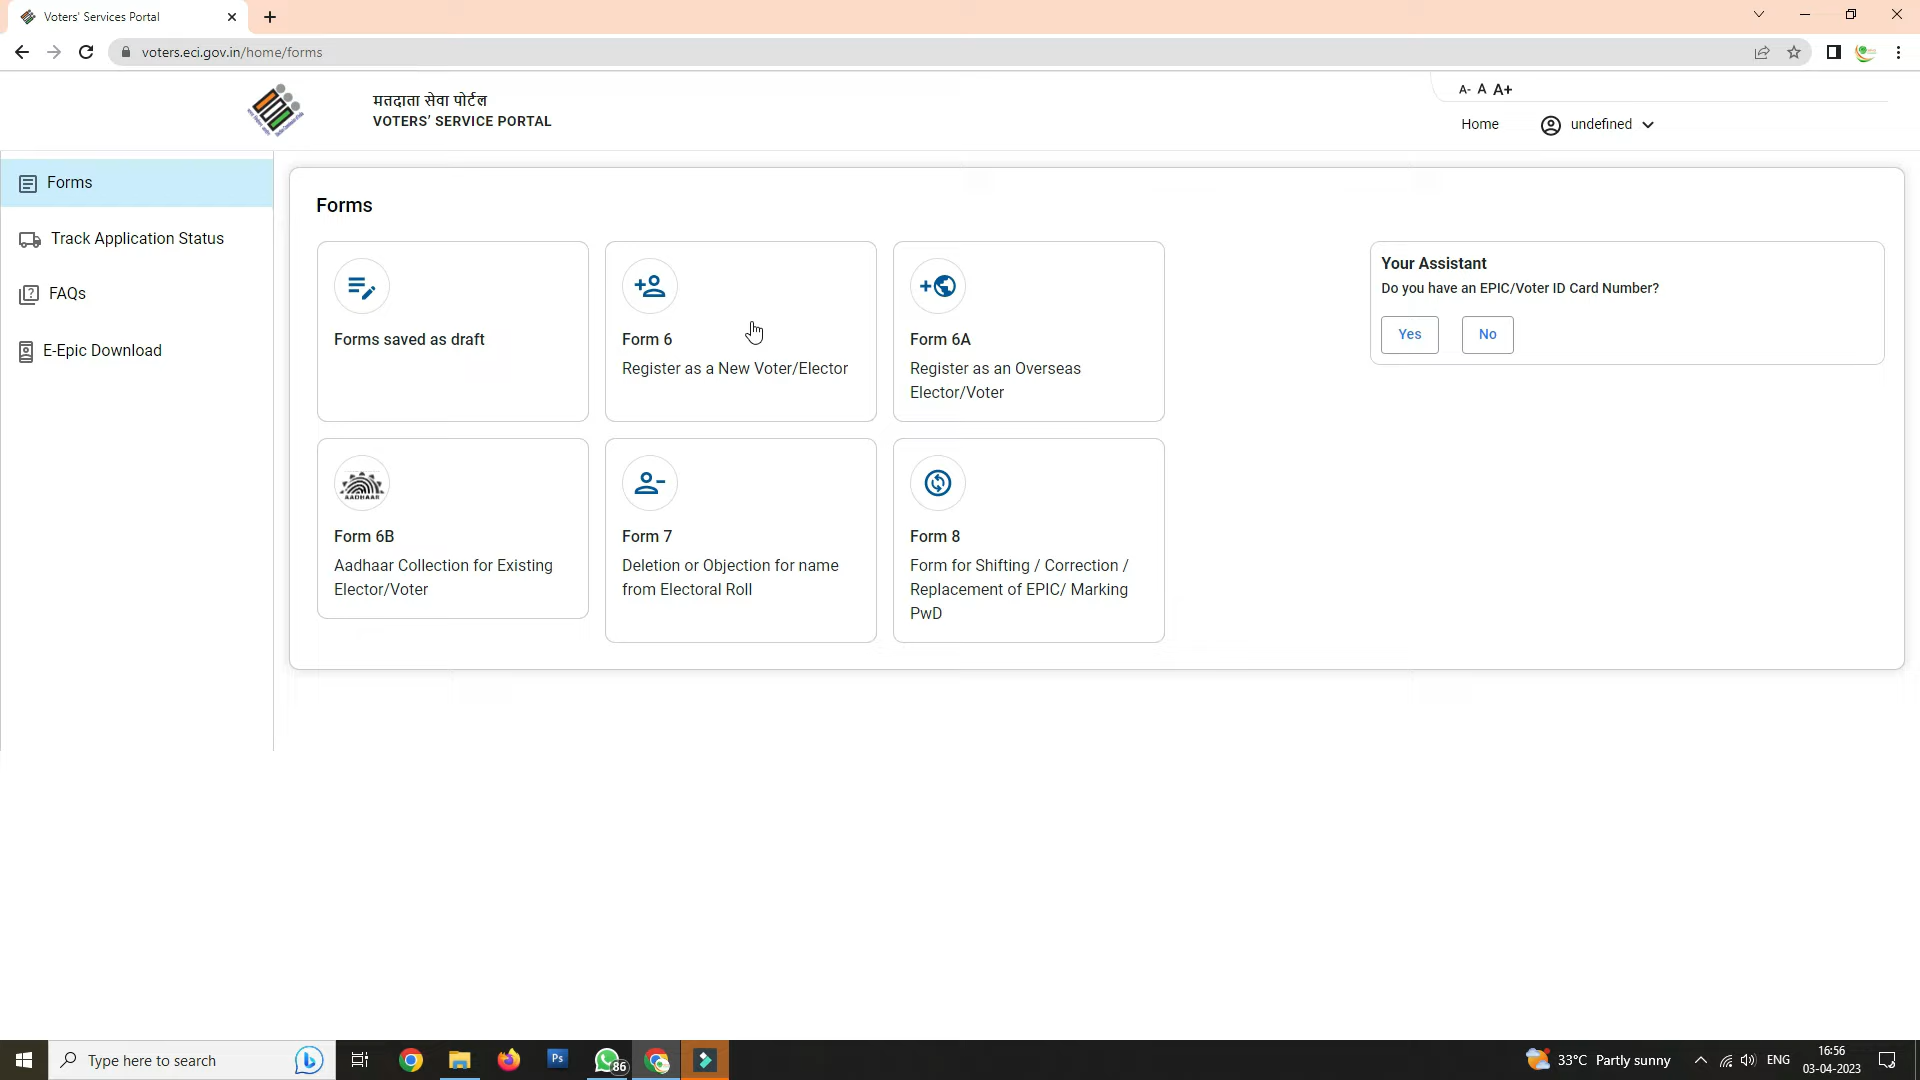 Voters' Services Portal
voters.eci.gov.in/home/forms
मतदाता सेवा पोर्टल
VOTERS' SERVICE PORTAL
A- A A+
Home
undefined
Forms
Track Application Status
FAQs
E-Epic Download
Forms
Forms saved as draft
Form 6
Register as a New Voter/Elector
Form 6A
Register as an Overseas
Elector/Voter
AADHAAR
Form 6B
Aadhaar Collection for Existing
Elector/Voter
Form 7
Deletion or Objection for name
from Electoral Roll
Form 8
Form for Shifting / Correction /
Replacement of EPIC/ Marking
PwD
Your Assistant
Do you have an EPIC/Voter ID Card Number?
Yes
No
Type here to search
Ps
86
33°C Partly sunny
ENG
16:56
03-04-2023